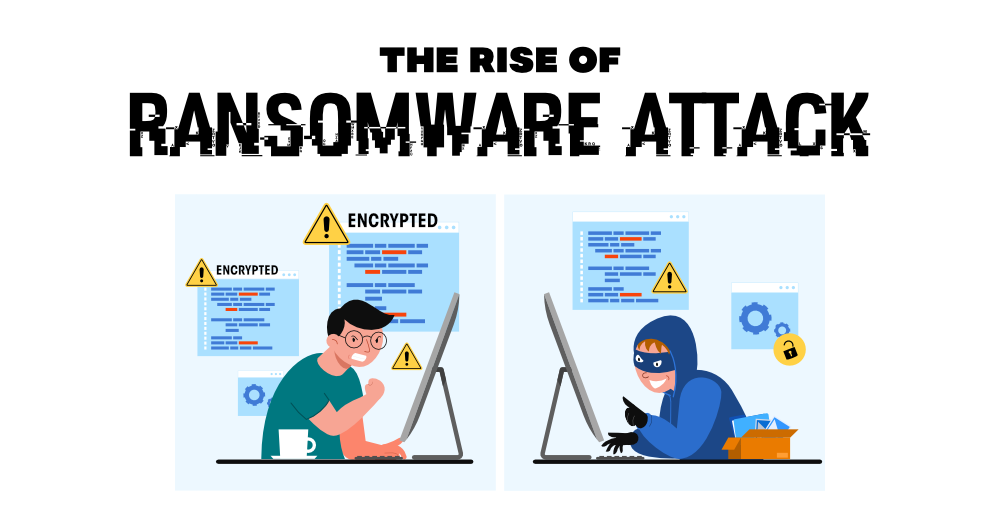 THE RISE OF
RANSOMWARE ATTACK
ENCRYPTED
ENCRYPTED